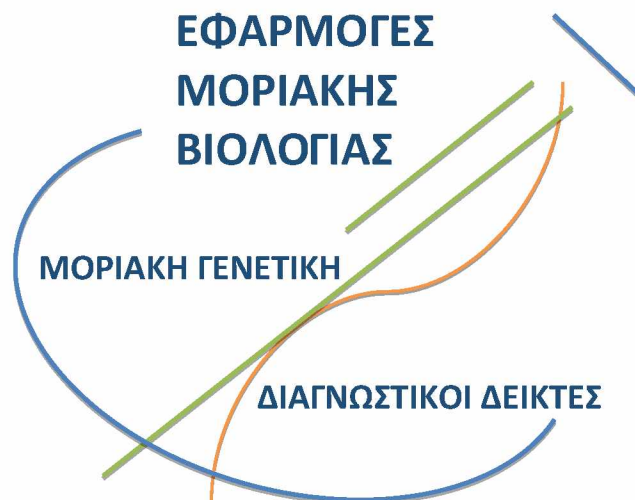 ΕΦΑΡΜΟΓΕΣ
ΜΟΡΙΑΚΗΣ
ΒΙΟΛΟΓΙΑΣ
ΜΟΡΙΑΚΗ ΓΕΝΕΤΙΚΗ
ΔΙΑΓΝΩΣΤΙΚΟΙ ΔΕΙΚΤΕΣ